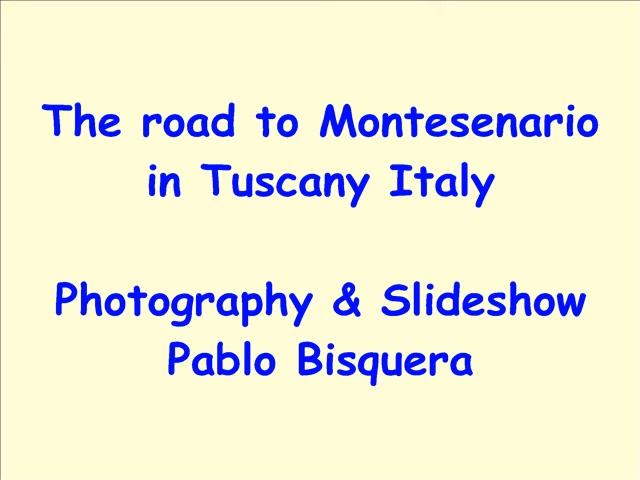 The road to Montesenario
in Tuscany Italy
Photography & Slideshow
Pablo Bisquera